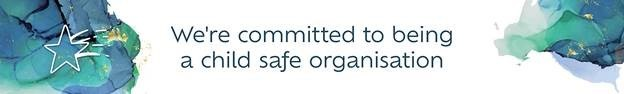 We're committed to being
a child safe organisation